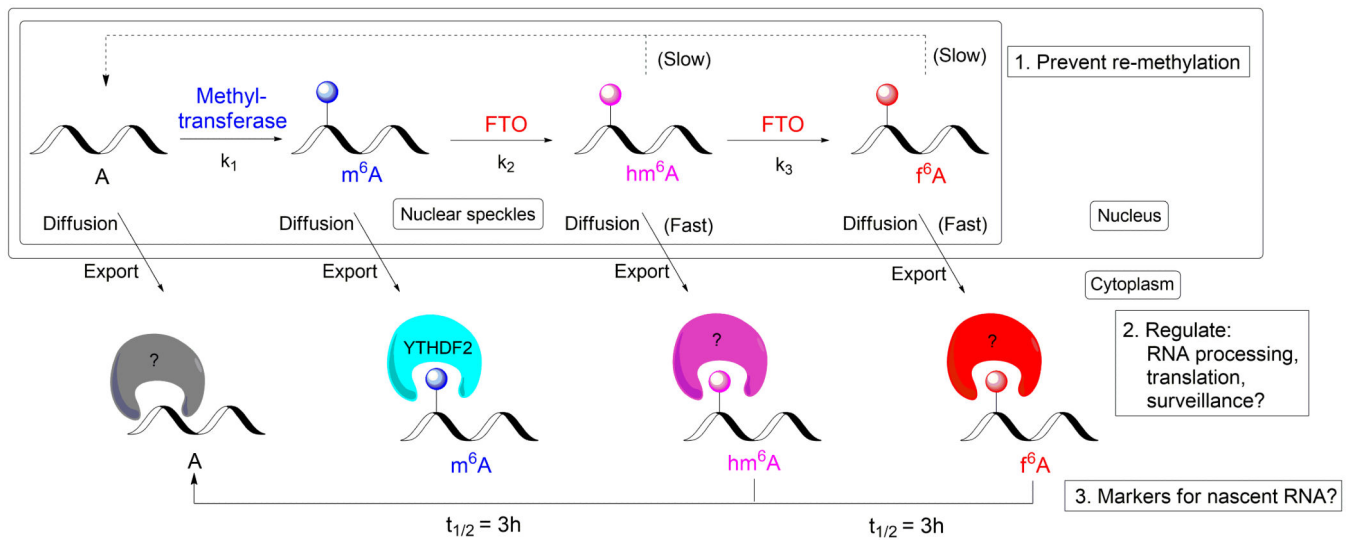 (Slow)
(Slow)
1. Prevent re-methylation
Methyl-
transferase
FTO
FTO
k1
k2
k3
A
m6A
hm6A
f6A
Nuclear speckles
Nucleus
Diffusion
Diffusion
Diffusion
(Fast)
Diffusion
(Fast)
Export
Export
Export
Export
Cytoplasm
?
YTHDF2
?
?
2. Regulate:
RNA processing,
translation,
surveillance?
A
m6A
hm6A
f6A
3. Markers for nascent RNA?
t1/2 = 3h
t1/2 = 3h